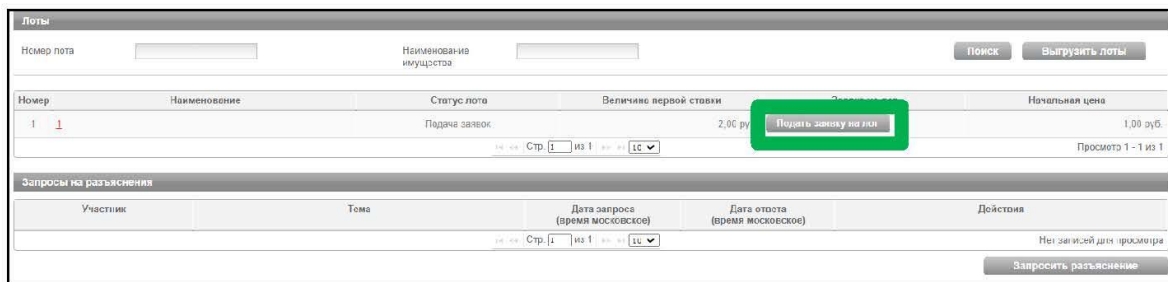 Лоты
Номер лота
Наименование
имущества
Поиск
Выгрузить лоты
Номер Наименование Статус лота Величина первой ставки Заявка на лот Начальная цена
1 1 Подача заявок 2,00 ру Подать заявку на лот 1,00 руб.
Стр. 1 из 1 10 Просмотр 1 - 1 из 1
Запросы на разъяснения
Участник Тема Дата запроса (время московское) Дата ответа (время московское) Действия
Стр. 1 из 1 10 Нет записей для просмотра
Запросить разъяснение